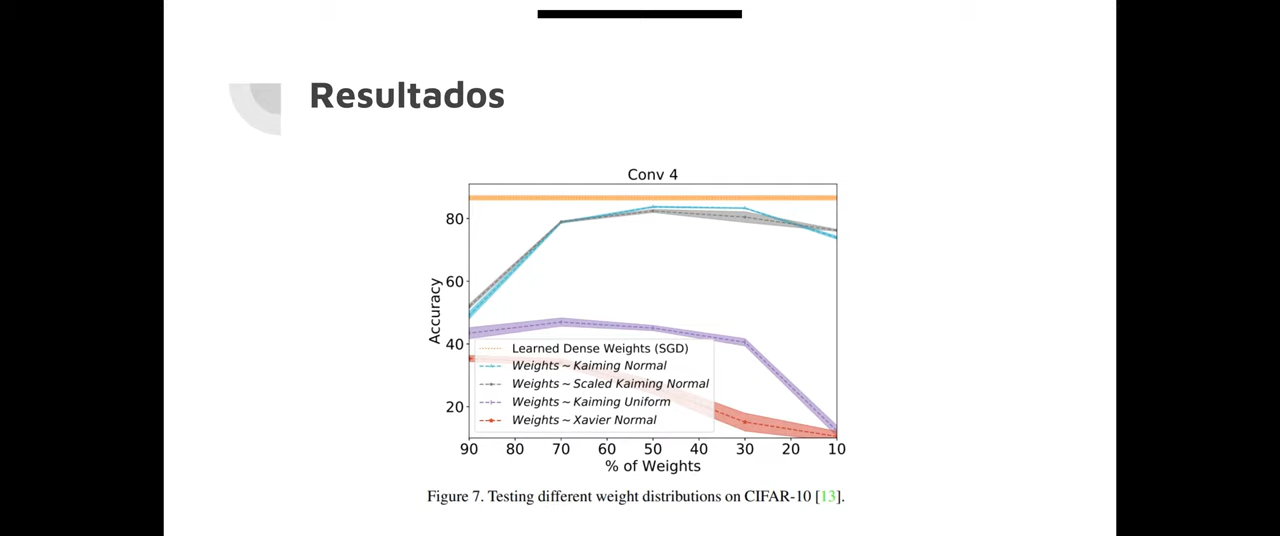 Resultados
Conv 4
Accuracy
80
60
40
20
Learned Dense Weights (SGD)
Weights ~ Kaiming Normal
Weights ~ Scaled Kaiming Normal
Weights ~ Kaiming Uniform
Weights ~ Xavier Normal
90 80 70 60 50 40 30 20 10
% of Weights
Figure 7. Testing different weight distributions on CIFAR-10 [13].